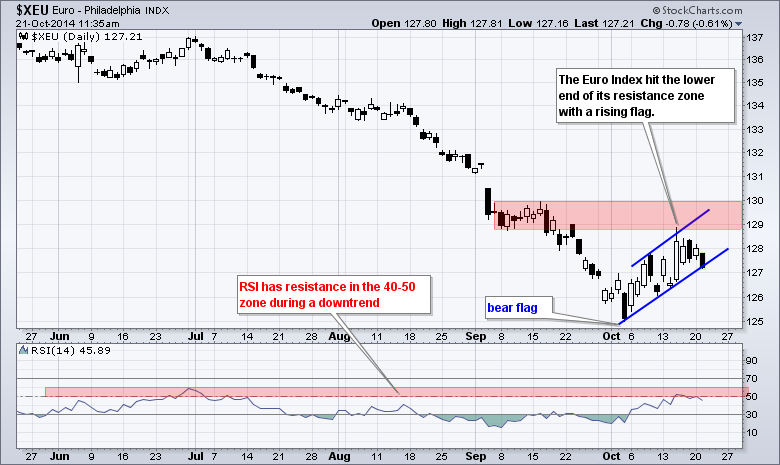 $XEU Euro - Philadelphia INDX
© StockCharts.com
21-Oct-2014 11:35am
Open 127.80 High 127.81 Low 127.16 Last 127.21 Chg -0.78 (-0.61%)
$XEU (Daily) 127.21
137
136
135
134
133
132
131
130
129
128
127
126
125
The Euro Index hit the lower
end of its resistance zone
with a rising flag.
RSI has resistance in the 40-50
zone during a downtrend
bear flag
27 Jun 9 16 23 Jul 7 14 21 28 Aug 11 18 25 Sep 8 15 22 Oct 6 13 20 27
RSI(14) 45.89
90
70
50
30
10
27 Jun 9 16 23 Jul 7 14 21 28 Aug 11 18 25 Sep 8 15 22 Oct 6 13 20 27